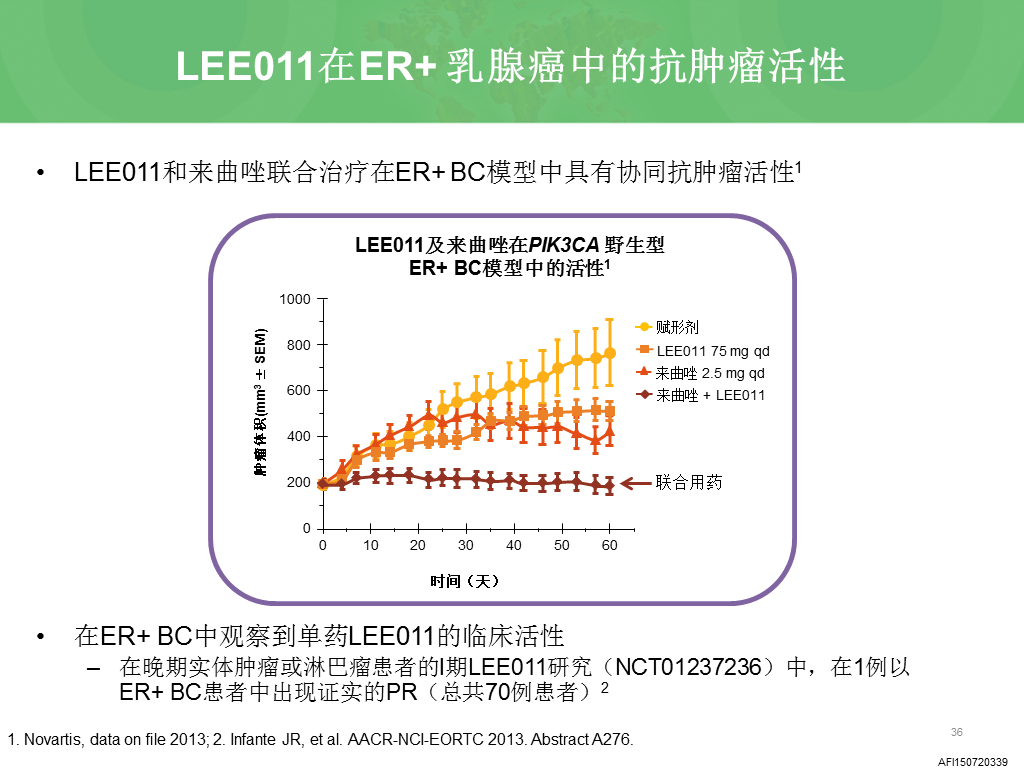 LEE011在ER+ 乳腺癌中的抗肿瘤活性
• LEE011和来曲唑联合治疗在ER+ BC模型中具有协同抗肿瘤活性1
LEE011及来曲唑在PIK3CA 野生型
ER+ BC模型中的活性1
肿瘤体积(mm3 ± SEM)
1000
800
600
400
200
0
0 10 20 30 40 50 60
时间（天）
赋形剂
LEE011 75 mg qd
来曲唑 2.5 mg qd
来曲唑 + LEE011
联合用药
• 在ER+ BC中观察到单药LEE011的临床活性
– 在晚期实体肿瘤或淋巴瘤患者的I期LEE011研究（NCT01237236）中，在1例以
ER+ BC患者中出现证实的PR（总共70例患者）2
1. Novartis, data on file 2013; 2. Infante JR, et al. AACR-NCI-EORTC 2013. Abstract A276.
36
AFI150720339